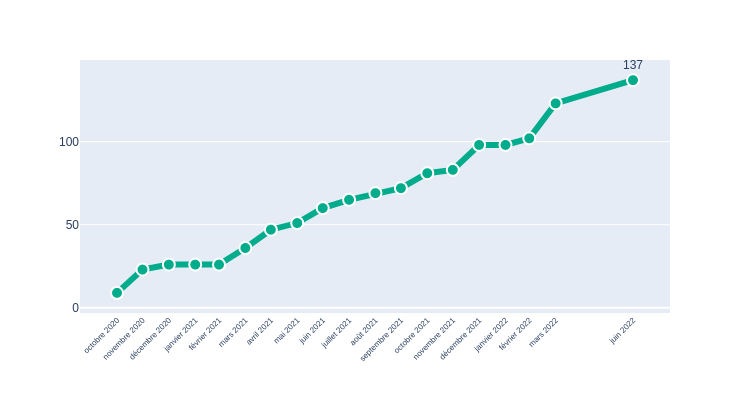 137
100
50
0
octobre 2020
novembre 2020
décembre 2020
janvier 2021
février 2021
mars 2021
avril 2021
mai 2021
juin 2021
juillet 2021
août 2021
septembre 2021
octobre 2021
novembre 2021
décembre 2021
janvier 2022
février 2022
mars 2022
juin 2022